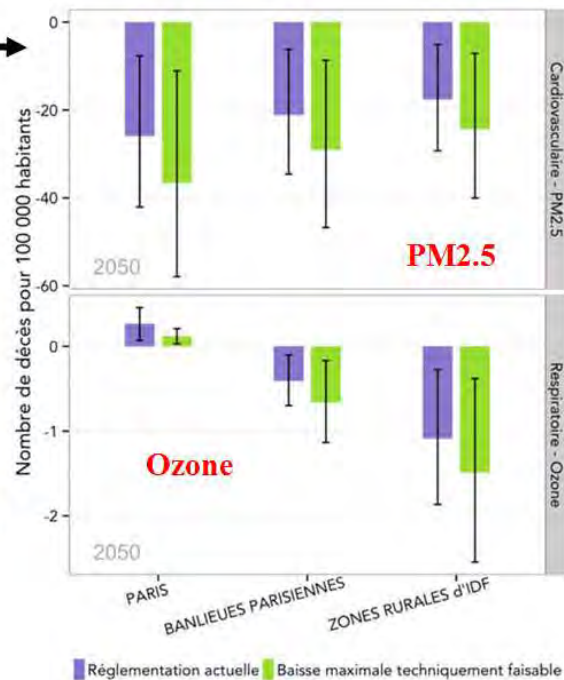 Nombre de décès pour 100 000 habitants
0
-20
-40
-60
2050
PM2.5
Cardiovasculaire - PM2.5
0
-1
-2
Ozone
2050
Respiratoire - Ozone
PARIS
BANLIEUES PARISIENNES
ZONES RURALES d'IDF
Réglementation actuelle
Baisse maximale techniquement faisable